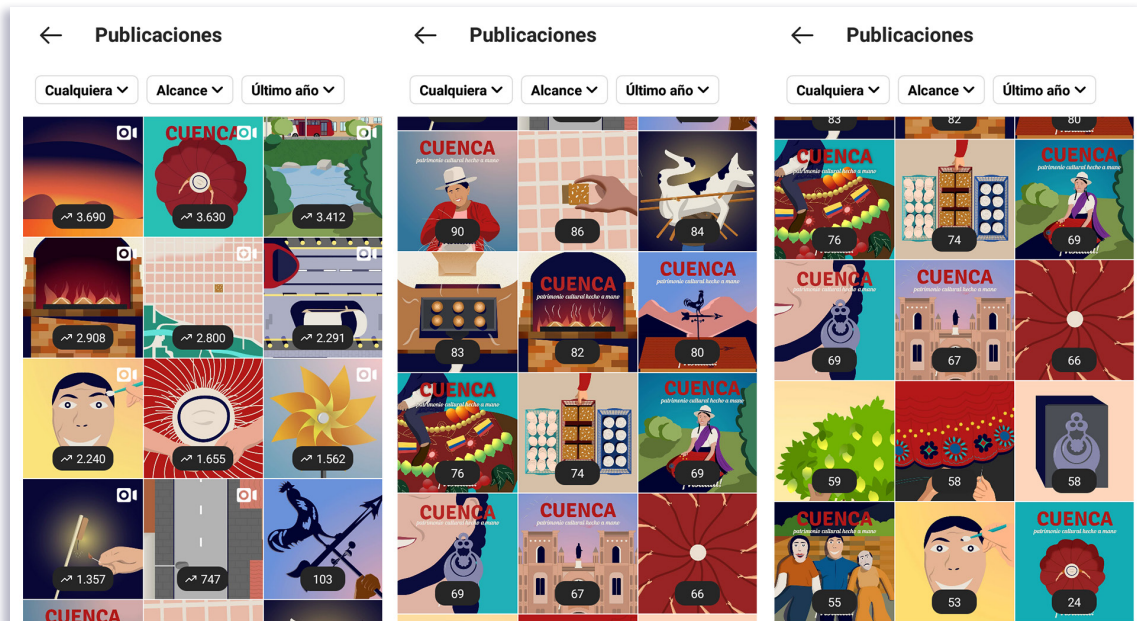 Publicaciones
Cualquiera Alcance Último año
CUENCA
3.690 3.630 3.412
2.908 2.800 2.291
2.240 1.655 1.562
1.357 747 103
CUENCA
Publicaciones
Cualquiera Alcance Último año
CUENCA
patrimonio cultural hecho a mano
90 86 84
CUENCA
patrimonio cultural hecho a mano
CUENCA
patrimonio cultural hecho a mano
83 82 80
CUENCA
patrimonio cultural hecho a mano
CUENCA
patrimonio cultural hecho a mano
76 74 69
CUENCA
patrimonio cultural hecho a mano
CUENCA
patrimonio cultural hecho a mano
69 67 66
Publicaciones
Cualquiera Alcance Último año
83 82 80
CUENCA
patrimonio cultural hecho a mano
CUENCA
patrimonio cultural hecho a mano
76 74 69
CUENCA
patrimonio cultural hecho a mano
CUENCA
patrimonio cultural hecho a mano
69 67 66
59 58 58
CUENCA
patrimonio cultural hecho a mano
CUENCA
patrimonio cultural hecho a mano
55 53 24